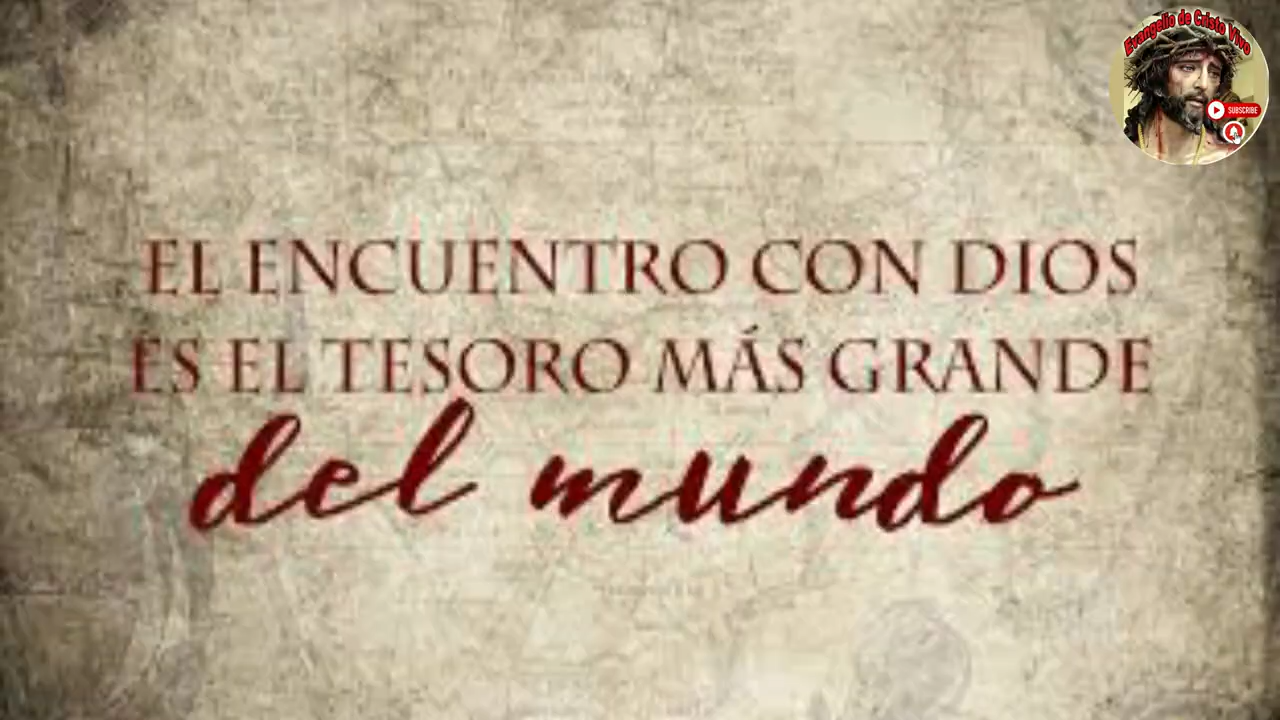 Evangelio de Cristo Vivo
SUBSCRIBE
EL ENCUENTRO CON DIOS
ES EL TESORO MÁS GRANDE
del mundo